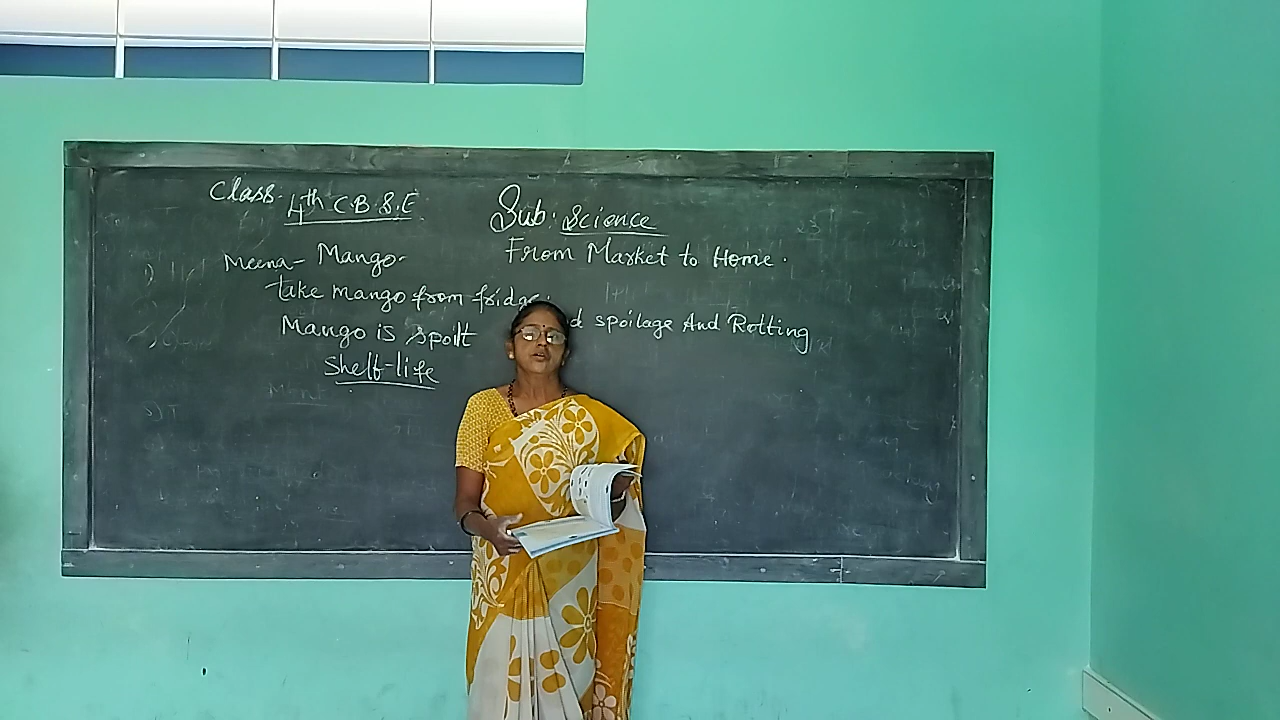 Class: 4th C.B.S.E
Sub: Science
From Market to Home.
Meena - Mango.
take mango from fridge.
Mango is spoilt
spoilage And Rotting
Shelf-life